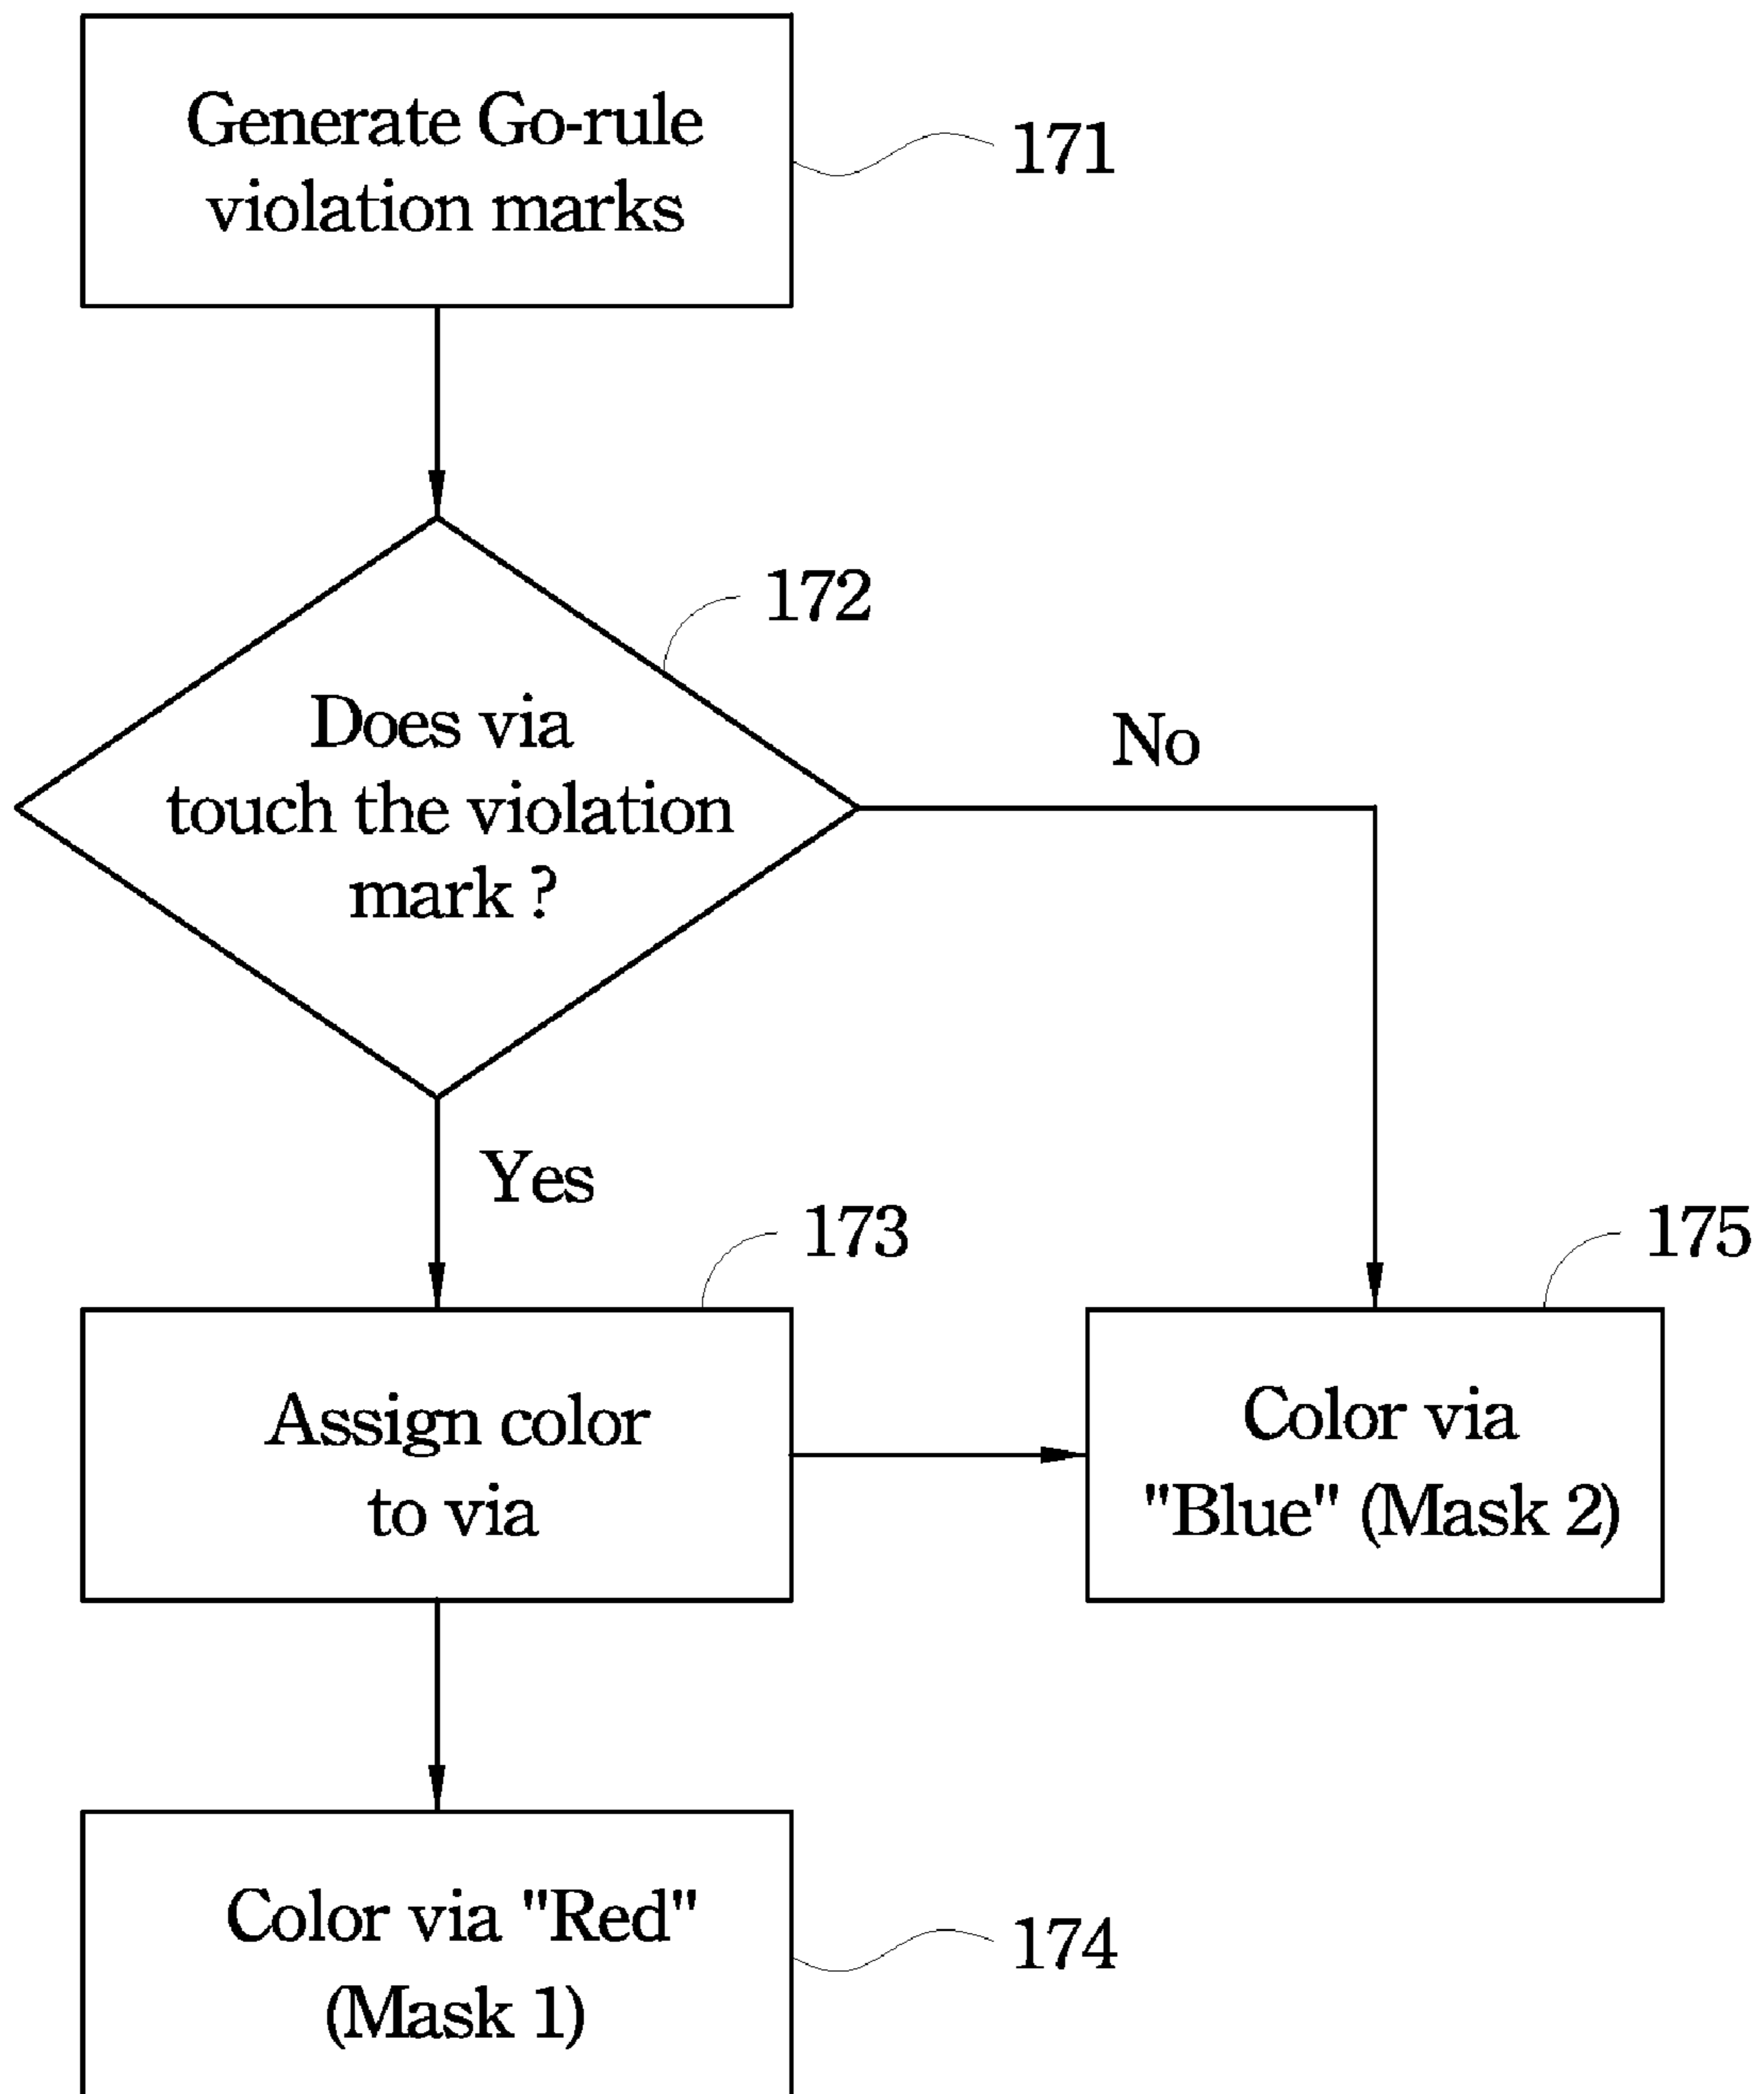 Generate Go-rule
violation marks
171
172
Does via
touch the violation
mark ?
No
Yes
173
175
Assign color
to via
Color via
"Blue" (Mask 2)
Color via "Red"
(Mask 1)
174